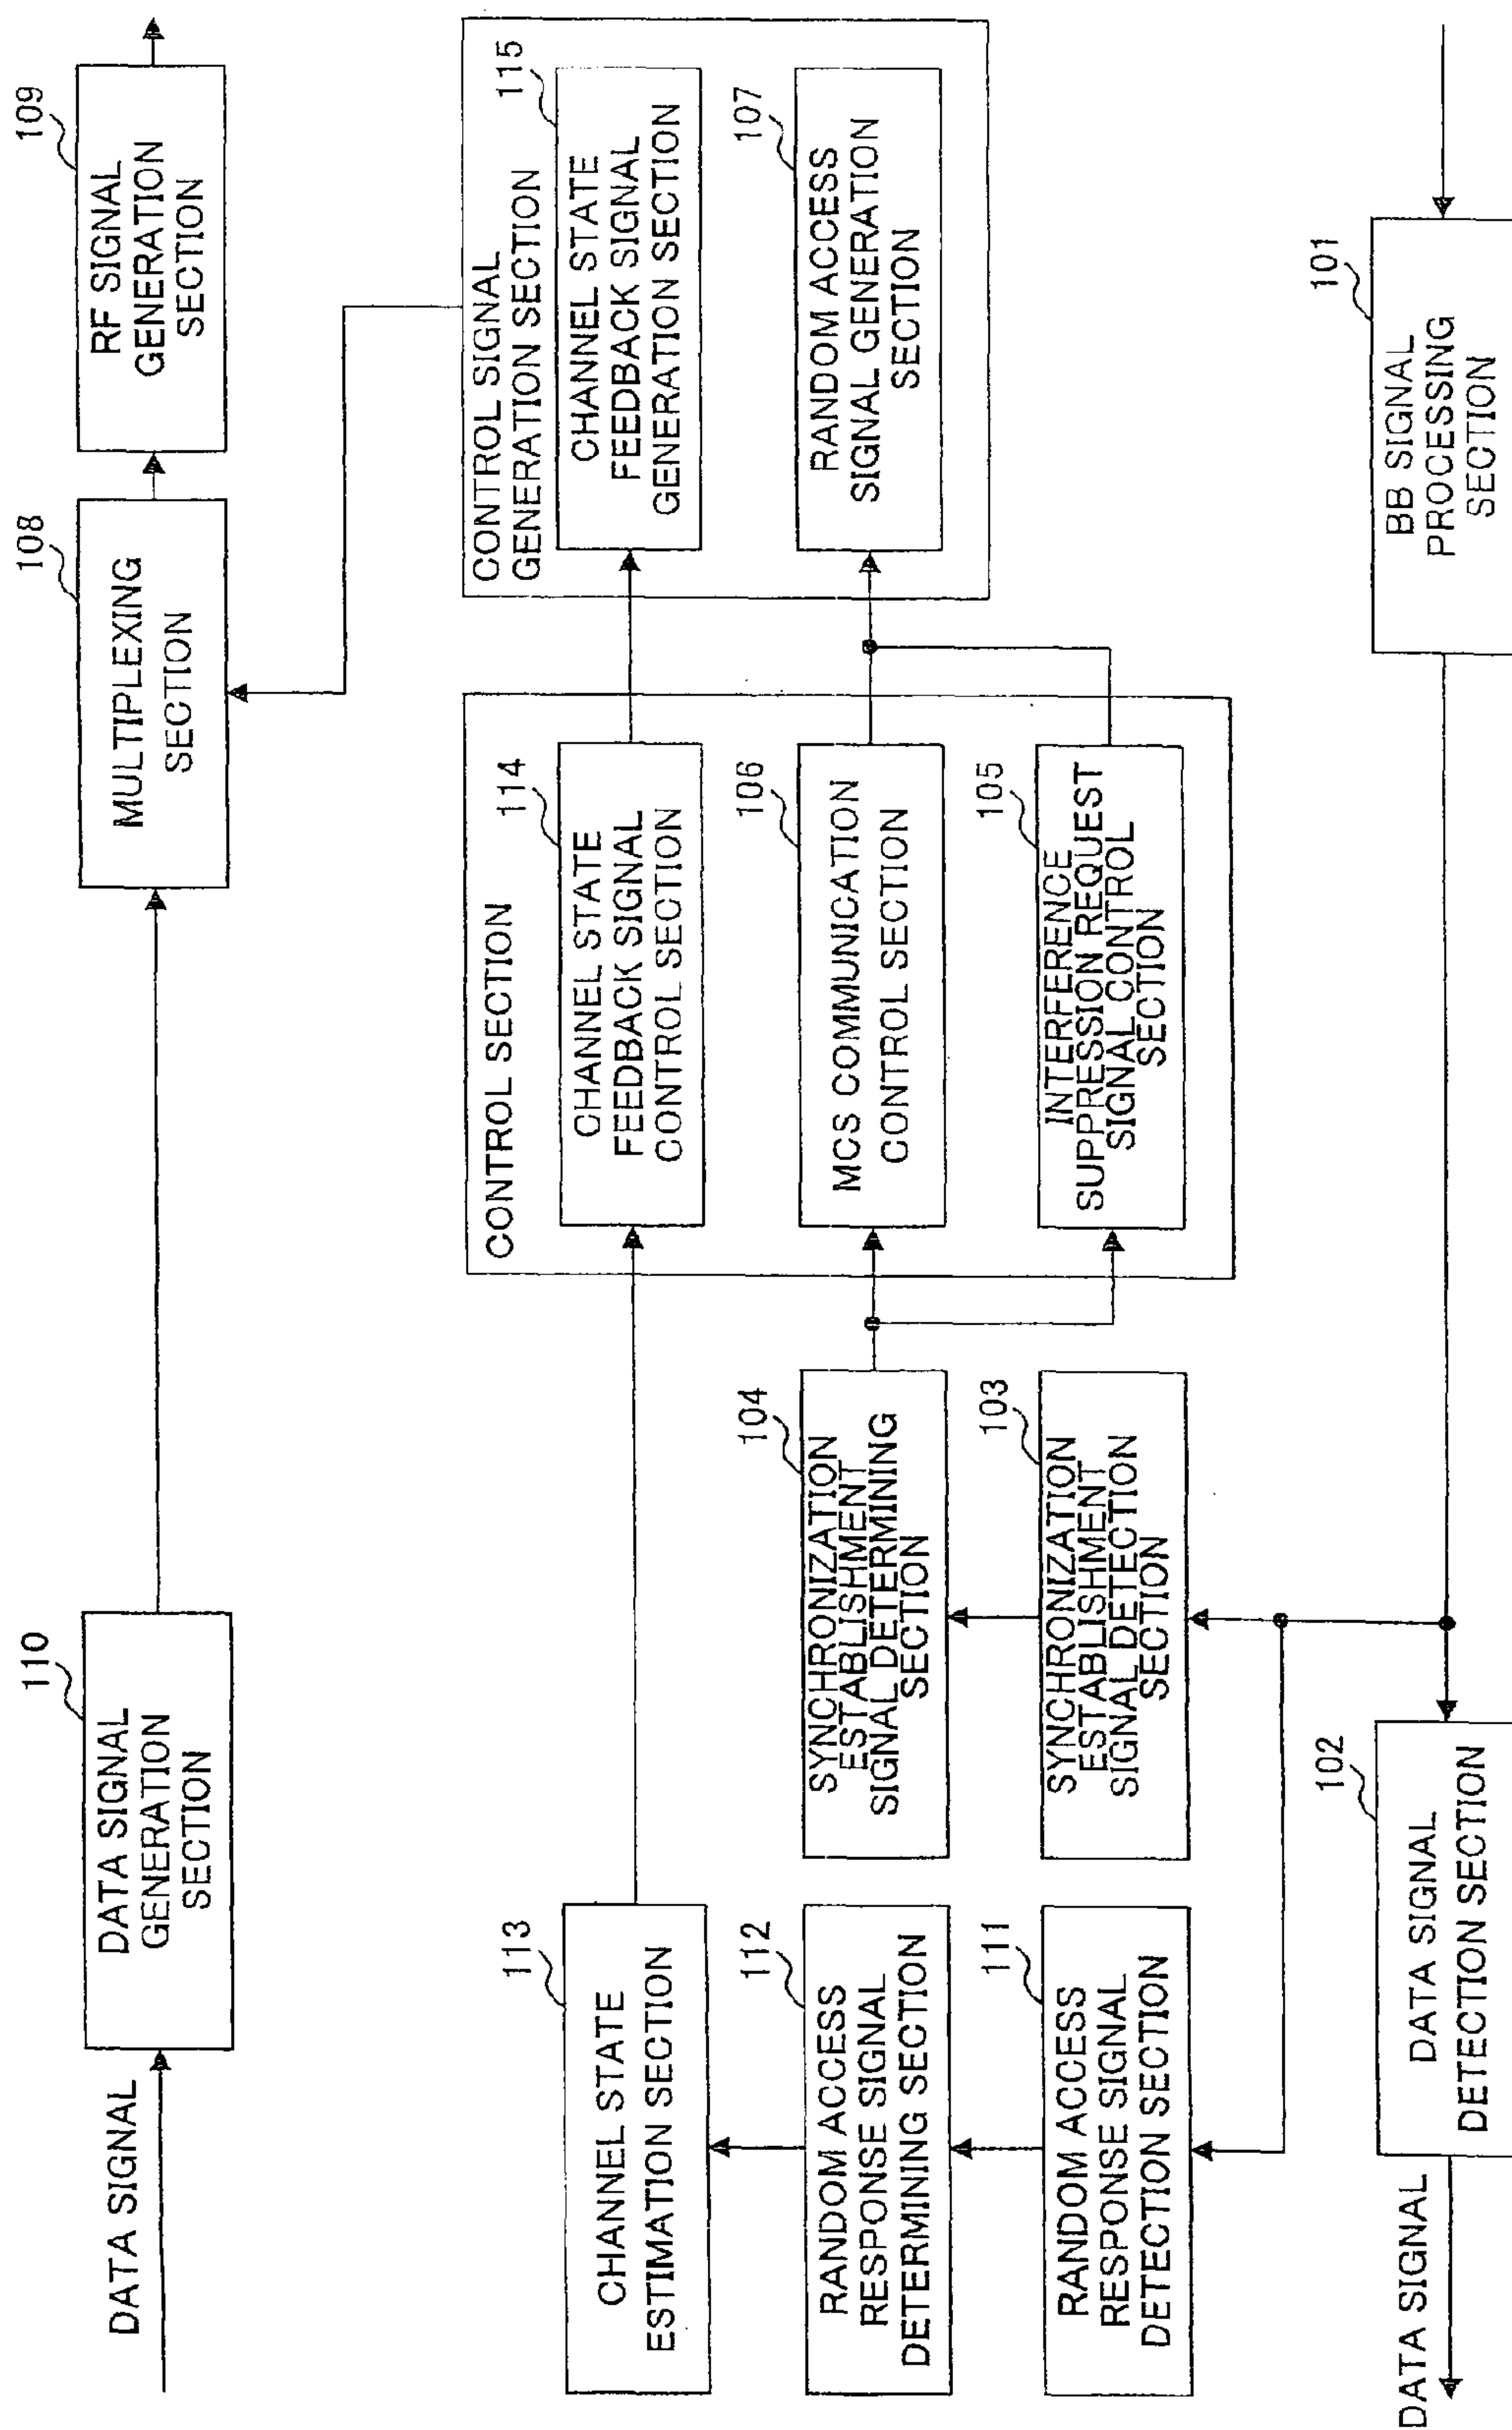 DATA SIGNAL
110
DATA SIGNAL
GENERATION
SECTION
108
MULTIPLEXING
SECTION
109
RF SIGNAL
GENERATION
SECTION
113
CHANNEL STATE
ESTIMATION SECTION
CONTROL SECTION
114
CHANNEL STATE
FEEDBACK SIGNAL
CONTROL SECTION
CONTROL SIGNAL
GENERATION SECTION
115
CHANNEL STATE
FEEDBACK SIGNAL
GENERATION SECTION
112
RANDOM ACCESS
RESPONSE SIGNAL
DETERMINING SECTION
104
SYNCHRONIZATION
ESTABLISHMENT
SIGNAL DETERMINING
SECTION
106
MCS COMMUNICATION
CONTROL SECTION
107
RANDOM ACCESS
SIGNAL GENERATION
SECTION
111
RANDOM ACCESS
RESPONSE SIGNAL
DETECTION SECTION
103
SYNCHRONIZATION
ESTABLISHMENT
SIGNAL DETECTION
SECTION
105
INTERFERENCE
SUPPRESSION REQUEST
SIGNAL CONTROL
SECTION
DATA SIGNAL
102
DATA SIGNAL
DETECTION SECTION
101
BB SIGNAL
PROCESSING
SECTION